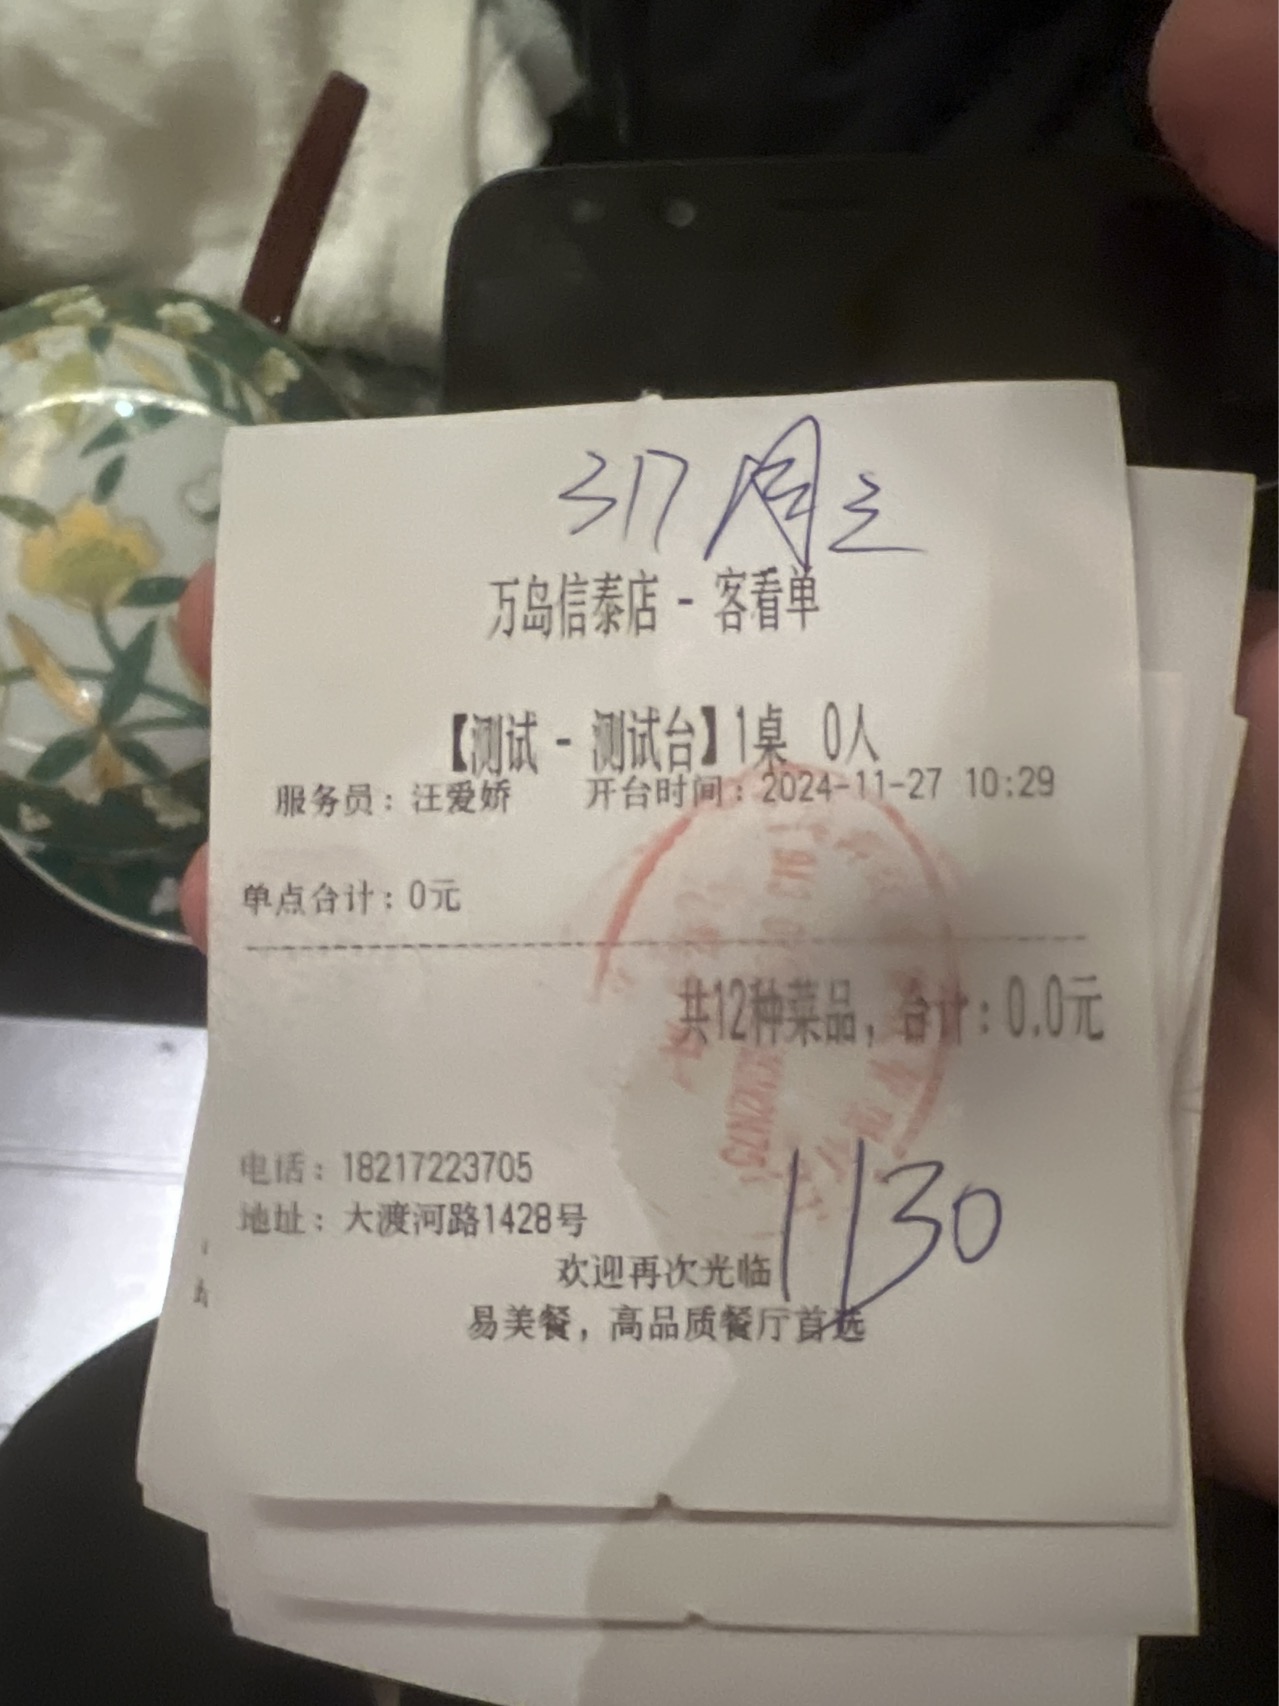 317 周三
万岛信泰店 - 客看单
【测试 - 测试台】1桌 0人
服务员：汪爱娇 开台时间：2024-11-27 10:29
单点合计：0元
共12种菜品，合计：0.0元
电话：18217223705
地址：大渡河路1428号
1130
欢迎再次光临
易美餐，高品质餐厅首选